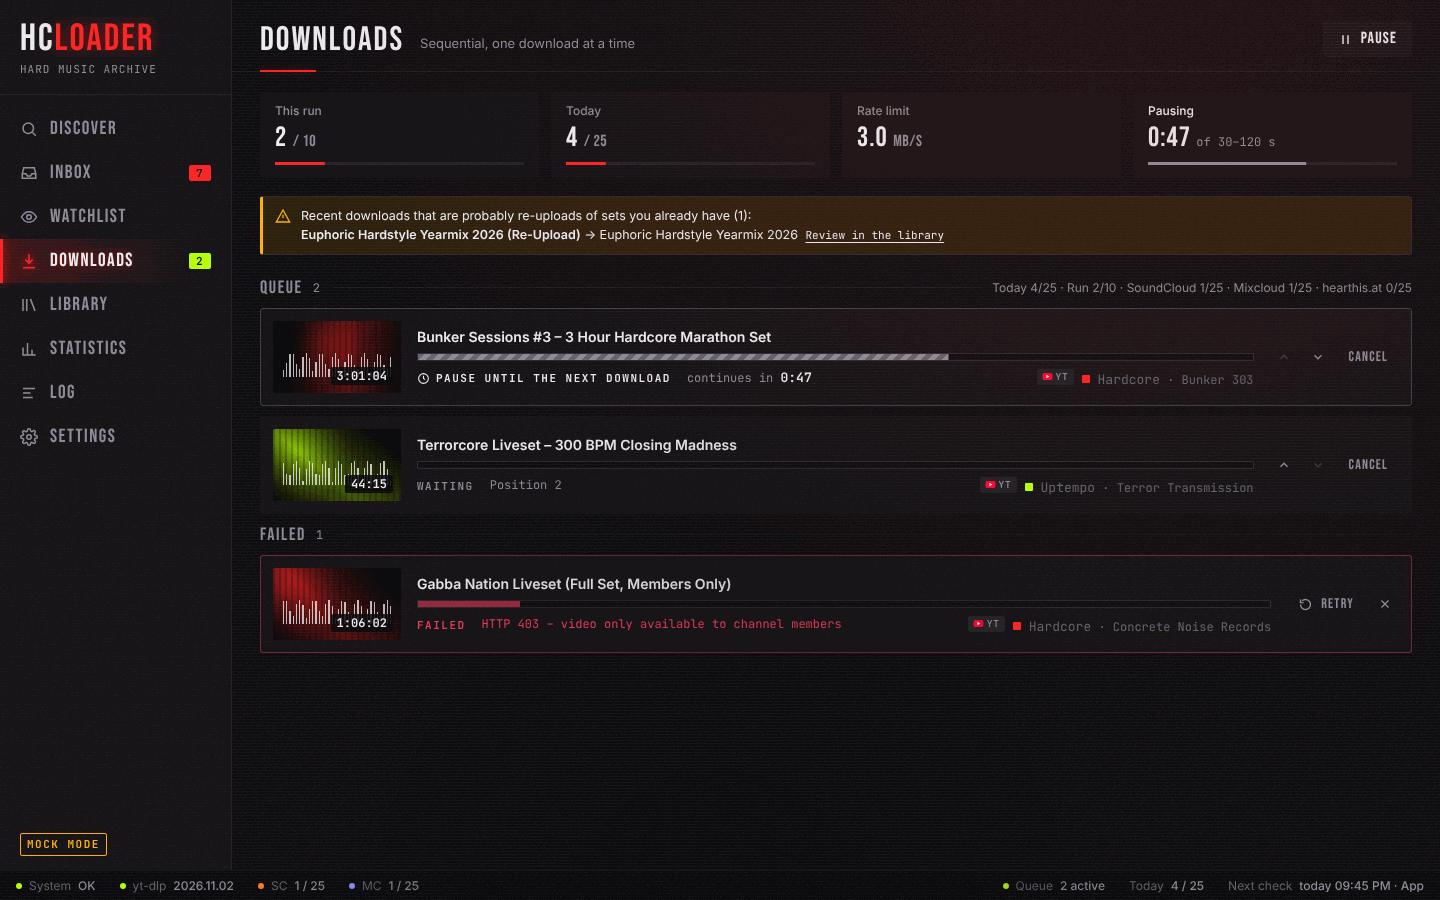 HCLOADER
HARD MUSIC ARCHIVE
DISCOVER
INBOX 7
WATCHLIST
DOWNLOADS 2
LIBRARY
STATISTICS
LOG
SETTINGS
MOCK MODE
DOWNLOADS Sequential, one download at a time
PAUSE
This run
2 / 10
Today
4 / 25
Rate limit
3.0 MB/S
Pausing
0:47 of 30–120 s
Recent downloads that are probably re-uploads of sets you already have (1):
Euphoric Hardstyle Yearmix 2026 (Re-Upload) → Euphoric Hardstyle Yearmix 2026 Review in the library
QUEUE 2
Today 4/25 · Run 2/10 · SoundCloud 1/25 · Mixcloud 1/25 · hearthis.at 0/25
3:01:04
Bunker Sessions #3 – 3 Hour Hardcore Marathon Set
PAUSE UNTIL THE NEXT DOWNLOAD continues in 0:47
YT Hardcore · Bunker 303
CANCEL
44:15
Terrorcore Liveset – 300 BPM Closing Madness
WAITING Position 2
YT Uptempo · Terror Transmission
CANCEL
FAILED 1
1:06:02
Gabba Nation Liveset (Full Set, Members Only)
FAILED HTTP 403 – video only available to channel members
YT Hardcore · Concrete Noise Records
RETRY
System OK yt-dlp 2026.11.02 SC 1 / 25 MC 1 / 25
Queue 2 active Today 4 / 25 Next check today 09:45 PM · App